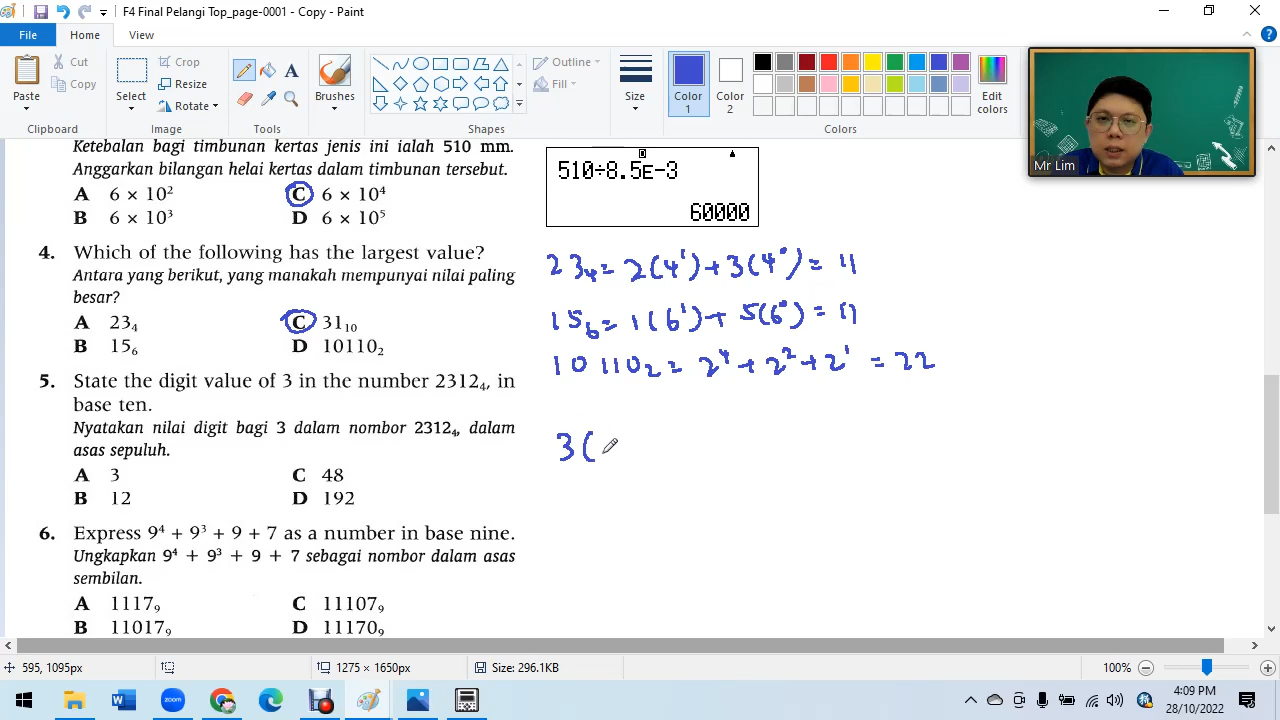 F4 Final Pelangi Top_page-0001 - Copy - Paint
File Home View
Paste Cut Copy Clipboard
Select Crop Resize Rotate Image
Tools
Brushes
Outline Fill Shapes
Size
Color 1 Color 2
Edit colors Colors
Mr Lim
Ketebalan bagi timbunan kertas jenis ini ialah 510 mm.
Anggarkan bilangan helai kertas dalam timbunan tersebut.
A 6 × 10² C 6 × 10⁴
B 6 × 10³ D 6 × 10⁵
510÷8.5E-3
60000
4. Which of the following has the largest value?
Antara yang berikut, yang manakah mempunyai nilai paling
besar?
A 23₄ C 31₁₀
B 15₆ D 10110₂
23₄ = 2(4¹) + 3(4⁰) = 11
15₆ = 1(6¹) + 5(6⁰) = 11
10110₂ = 2⁴ + 2² + 2¹ = 22
5. State the digit value of 3 in the number 2312₄, in
base ten.
Nyatakan nilai digit bagi 3 dalam nombor 2312₄, dalam
asas sepuluh.
A 3 C 48
B 12 D 192
3(
6. Express 9⁴ + 9³ + 9 + 7 as a number in base nine.
Ungkapkan 9⁴ + 9³ + 9 + 7 sebagai nombor dalam asas
sembilan.
A 1117₉ C 11107₉
B 11017₉ D 11170₉
595, 1095px 1275 × 1650px Size: 296.1KB 100%
zoom
4:09 PM
28/10/2022